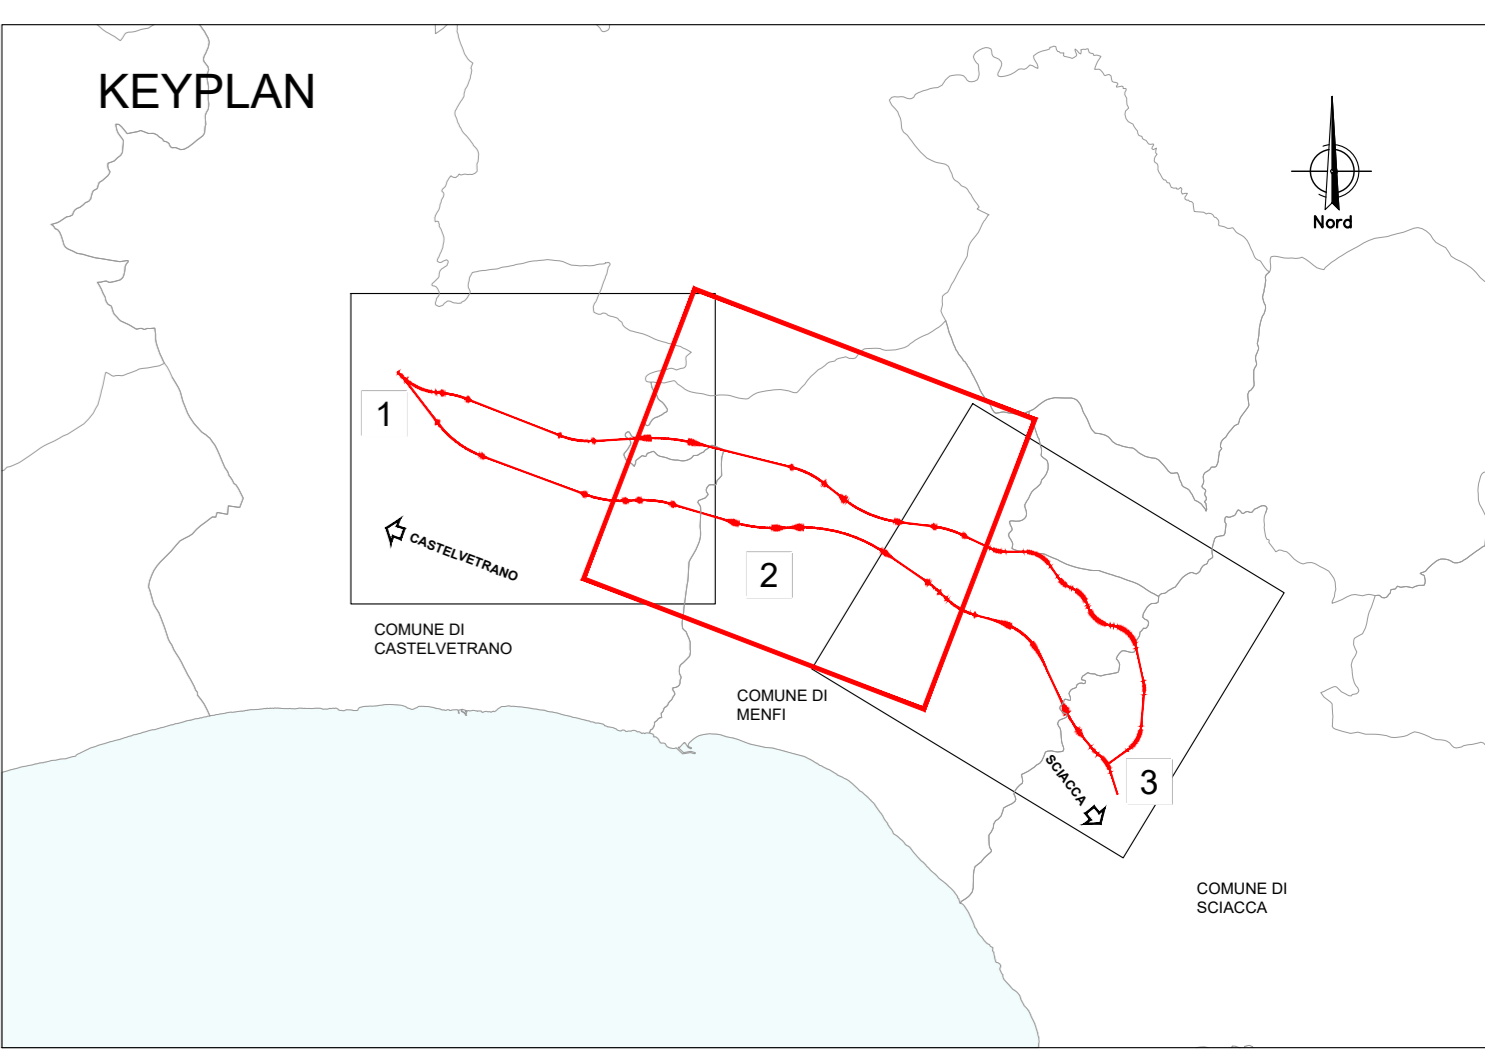 KEYPLAN
Nord
1
CASTELVETRANO
2
COMUNE DI
CASTELVETRANO
COMUNE DI
MENFI
SCIACCA
3
COMUNE DI
SCIACCA